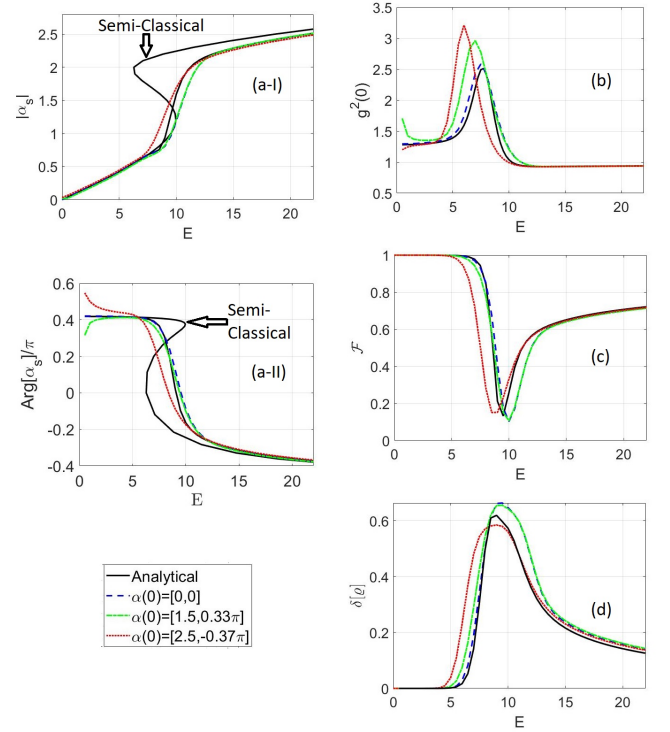 Semi-Classical
2.5
2
1.5
1
0.5
0
|αs|
(a-I)
0 5 10 15 20
E
3.5
3
2.5
2
1.5
1
0.5
g²(0)
(b)
0 5 10 15 20
E
0.6
0.4
0.2
0
-0.2
-0.4
Arg[αs]/π
Semi-
Classical
(a-II)
0 5 10 15 20
E
1
0.8
0.6
0.4
0.2
0
ℱ
(c)
0 5 10 15 20
E
Analytical
α(0)=[0,0]
α(0)=[1.5,0.33π]
α(0)=[2.5,-0.37π]
0.6
0.4
0.2
0
δ[ϱ]
(d)
0 5 10 15 20
E